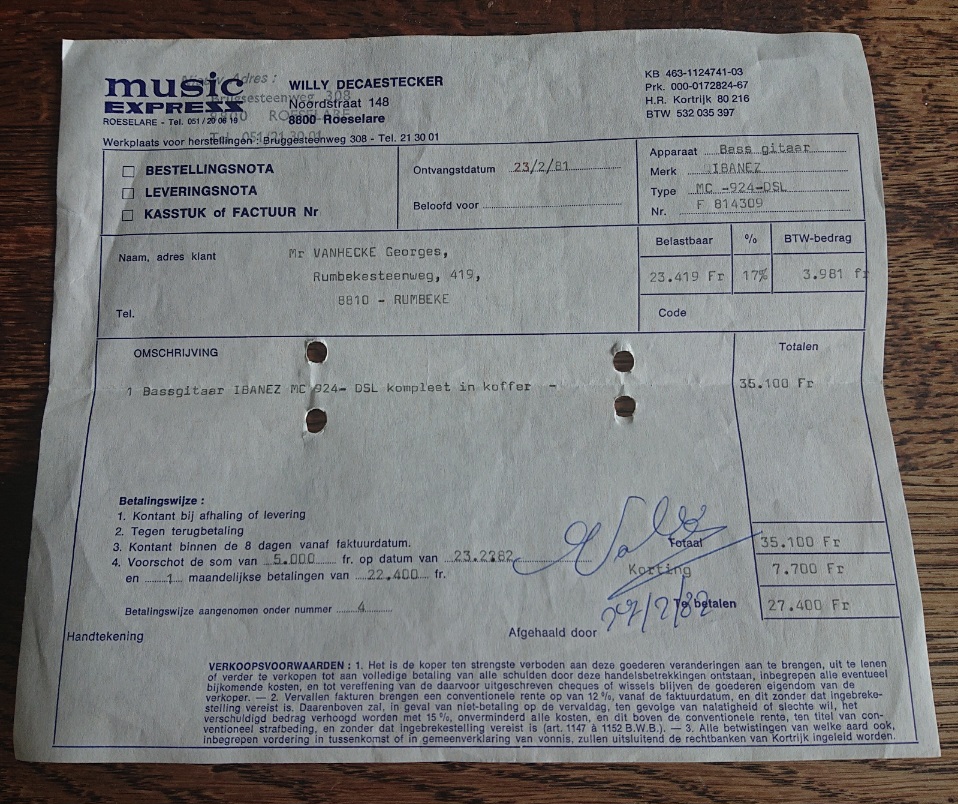 music EXPRESS
ROESELARE - Tel. 051/20 06 19
Nieuw Adres :
Bruggesteenweg 308
8800 ROESELARE
Tel. 051/21 30 01
WILLY DECAESTECKER
Noordstraat 148
8800 Roeselare
Werkplaats voor herstellingen : Bruggesteenweg 308 - Tel. 21 30 01
KB 463-1124741-03
Prk. 000-0172824-67
H.R. Kortrijk 80 216
BTW 532 035 397
BESTELLINGSNOTA
LEVERINGSNOTA
KASSTUK of FACTUUR Nr
Ontvangstdatum 23/2/81
Beloofd voor
Apparaat Bass gitaar
Merk IBANEZ
Type MC -924-DSL
Nr. F 814309
Naam, adres klant Mr VANHECKE Georges,
Rumbekesteenweg, 419,
8810 - RUMBEKE
Tel.
Belastbaar % BTW-bedrag
23.419 Fr 17% 3.981 fr
Code
OMSCHRIJVING Totalen
1 Bassgitaar IBANEZ MC 924- DSL kompleet in koffer - 35.100 Fr
Betalingswijze :
1. Kontant bij afhaling of levering
2. Tegen terugbetaling
3. Kontant binnen de 8 dagen vanaf faktuurdatum.
4. Voorschot de som van 5.000 fr. op datum van 23.2282
en 1 maandelijkse betalingen van 22.400 fr.
Betalingswijze aangenomen onder nummer 4
Totaal 35.100 Fr
Korting 7.700 Fr
Te betalen 27.400 Fr
Handtekening
Afgehaald door 27/2/82
VERKOOPSVOORWAARDEN : 1. Het is de koper ten strengste verboden aan deze goederen veranderingen aan te brengen, uit te lenen
of verder te verkopen tot aan volledige betaling van alle schulden door deze handelsbetrekkingen ontstaan, inbegrepen alle eventueel
bijkomende kosten, en tot vereffening van de daarvoor uitgeschreven cheques of wissels blijven de goederen eigendom van de
verkoper. — 2. Vervallen fakturen brengen een conventionele rente op van 12 %, vanaf de faktuurdatum, en dit zonder dat ingebreke-
stelling vereist is. Daarenboven zal, in geval van niet-betaling op de vervaldag, ten gevolge van nalatigheid of slechte wil, het
verschuldigd bedrag verhoogd worden met 15 %, onverminderd alle kosten, en dit boven de conventionele rente, ten titel van con-
ventioneel strafbeding, en zonder dat ingebrekestelling vereist is (art. 1147 à 1152 B.W.B.). — 3. Alle betwistingen van welke aard ook,
inbegrepen vordering in tussenkomst of in gemeenverklaring van vonnis, zullen uitsluitend de rechtbanken van Kortrijk ingeleid worden.